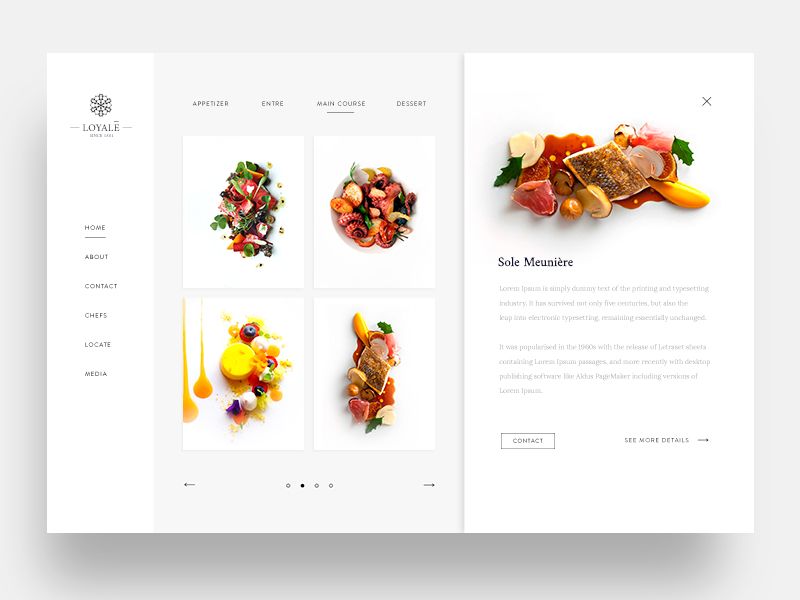 LOYALĒ
SINCE 1991
HOME
ABOUT
CONTACT
CHEFS
LOCATE
MEDIA
APPETIZER
ENTRE
MAIN COURSE
DESSERT
Sole Meunière
Lorem Ipsum is simply dummy text of the printing and typesetting
industry. It has survived not only five centuries, but also the
leap into electronic typesetting, remaining essentially unchanged.
It was popularised in the 1960s with the release of Letraset sheets
containing Lorem Ipsum passages, and more recently with desktop
publishing software like Aldus PageMaker including versions of
Lorem Ipsum.
CONTACT
SEE MORE DETAILS